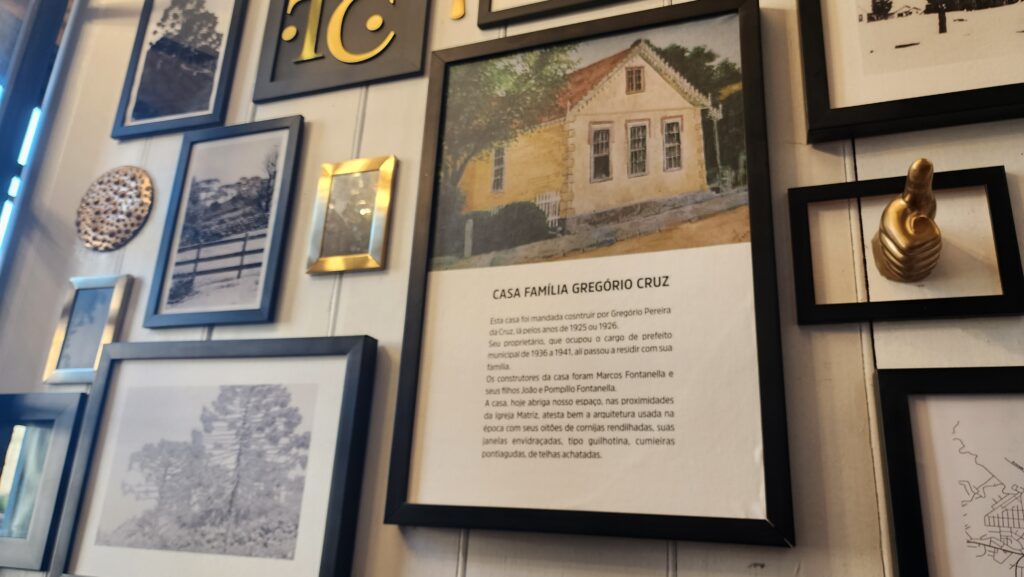 TC
CASA FAMÍLIA GREGÓRIO CRUZ
Esta casa foi mandada cosntruir por Gregório Pereira
da Cruz, lá pelos anos de 1925 ou 1926.
Seu proprietário, que ocupou o cargo de prefeito
municipal de 1936 a 1941, ali passou a residir com sua
família.
Os construtores da casa foram Marcos Fontanella e
seus filhos João e Pompílio Fontanella.
A casa, hoje abriga nosso espaço, nas proximidades
da Igreja Matriz, atesta bem a arquitetura usada na
época com seus oitões de cornijas rendilhadas, suas
janelas envidraçadas, tipo guilhotina, cumieiras
pontiagudas, de telhas achatadas.